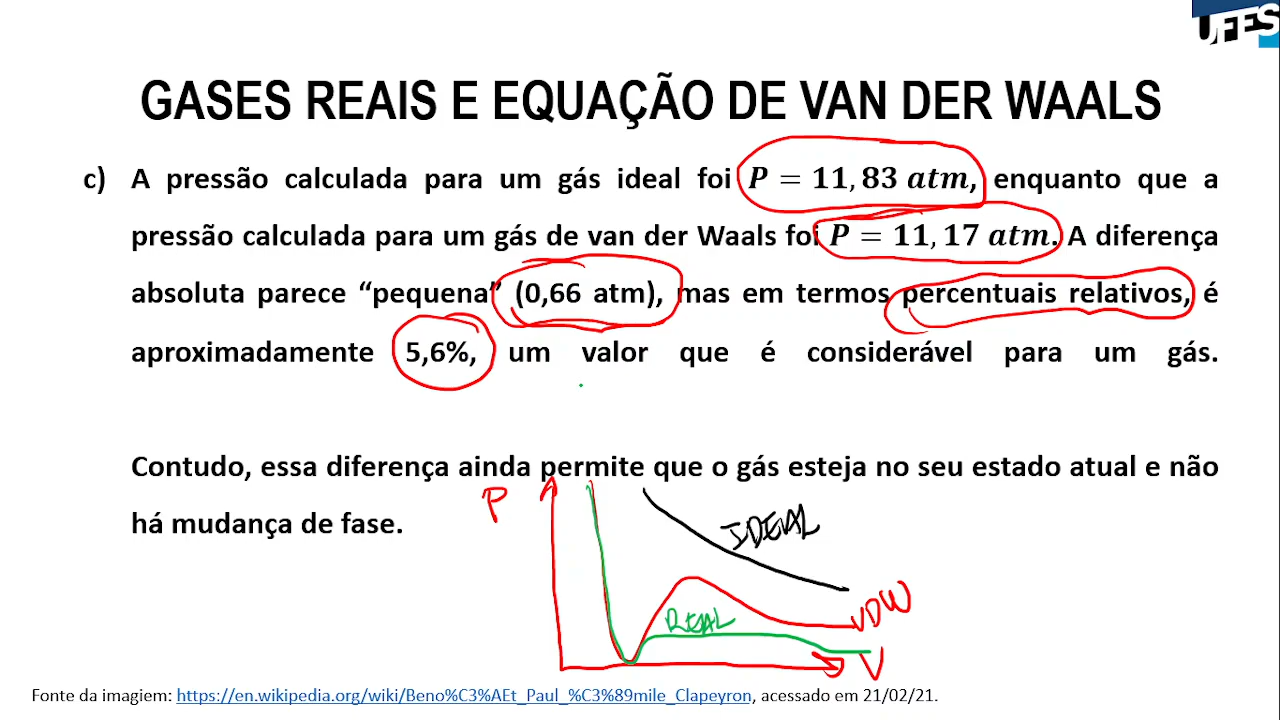 UFES
GASES REAIS E EQUAÇÃO DE VAN DER WAALS
c) A pressão calculada para um gás ideal foi P = 11,83 atm, enquanto que a
pressão calculada para um gás de van der Waals foi P = 11,17 atm. A diferença
absoluta parece “pequena” (0,66 atm), mas em termos percentuais relativos, é
aproximadamente 5,6%, um valor que é considerável para um gás.
Contudo, essa diferença ainda permite que o gás esteja no seu estado atual e não
há mudança de fase.
P
IDEAL
VDW
REAL
V
Fonte da imagiem: https://en.wikipedia.org/wiki/Beno%C3%AEt_Paul_%C3%89mile_Clapeyron, acessado em 21/02/21.